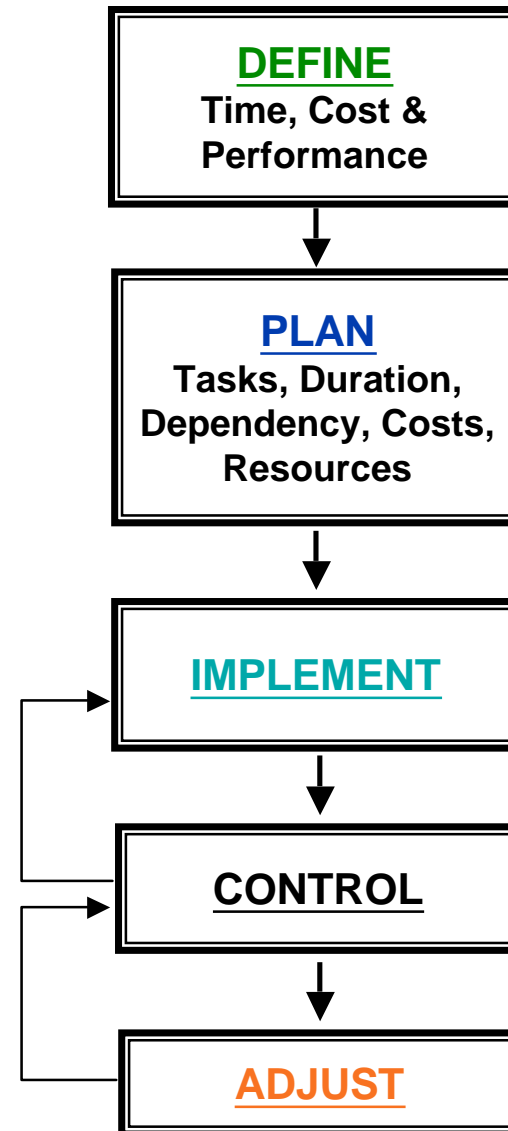 DEFINE
Time, Cost &
Performance
PLAN
Tasks, Duration,
Dependency, Costs,
Resources
IMPLEMENT
CONTROL
ADJUST